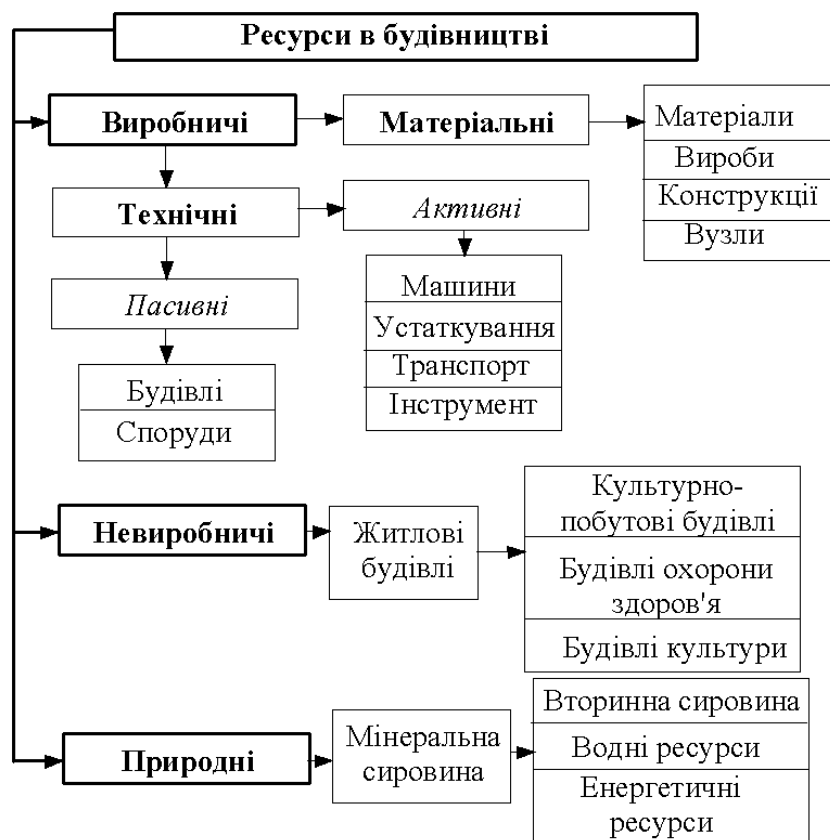 Ресурси в будівництві
Виробничі
Матеріальні
Матеріали
Вироби
Конструкції
Вузли
Технічні
Активні
Машини
Устаткування
Транспорт
Інструмент
Пасивні
Будівлі
Споруди
Невиробничі
Житлові
будівлі
Культурно-
побутові будівлі
Будівлі охорони
здоров'я
Будівлі культури
Природні
Мінеральна
сировина
Вторинна сировина
Водні ресурси
Енергетичні
ресурси